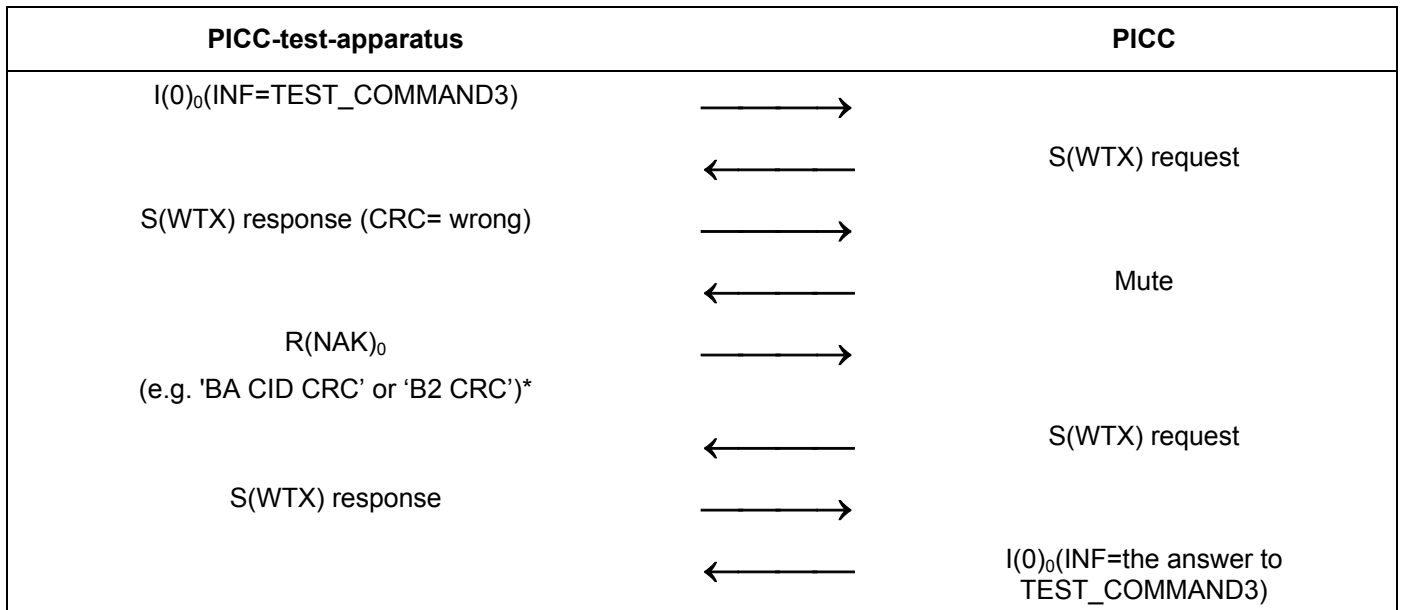 PICC-test-apparatus PICC
I(0)₀(INF=TEST_COMMAND3)
S(WTX) request
S(WTX) response (CRC= wrong)
Mute
R(NAK)₀
(e.g. 'BA CID CRC’ or ‘B2 CRC’)*
S(WTX) request
S(WTX) response
I(0)₀(INF=the answer to
TEST_COMMAND3)